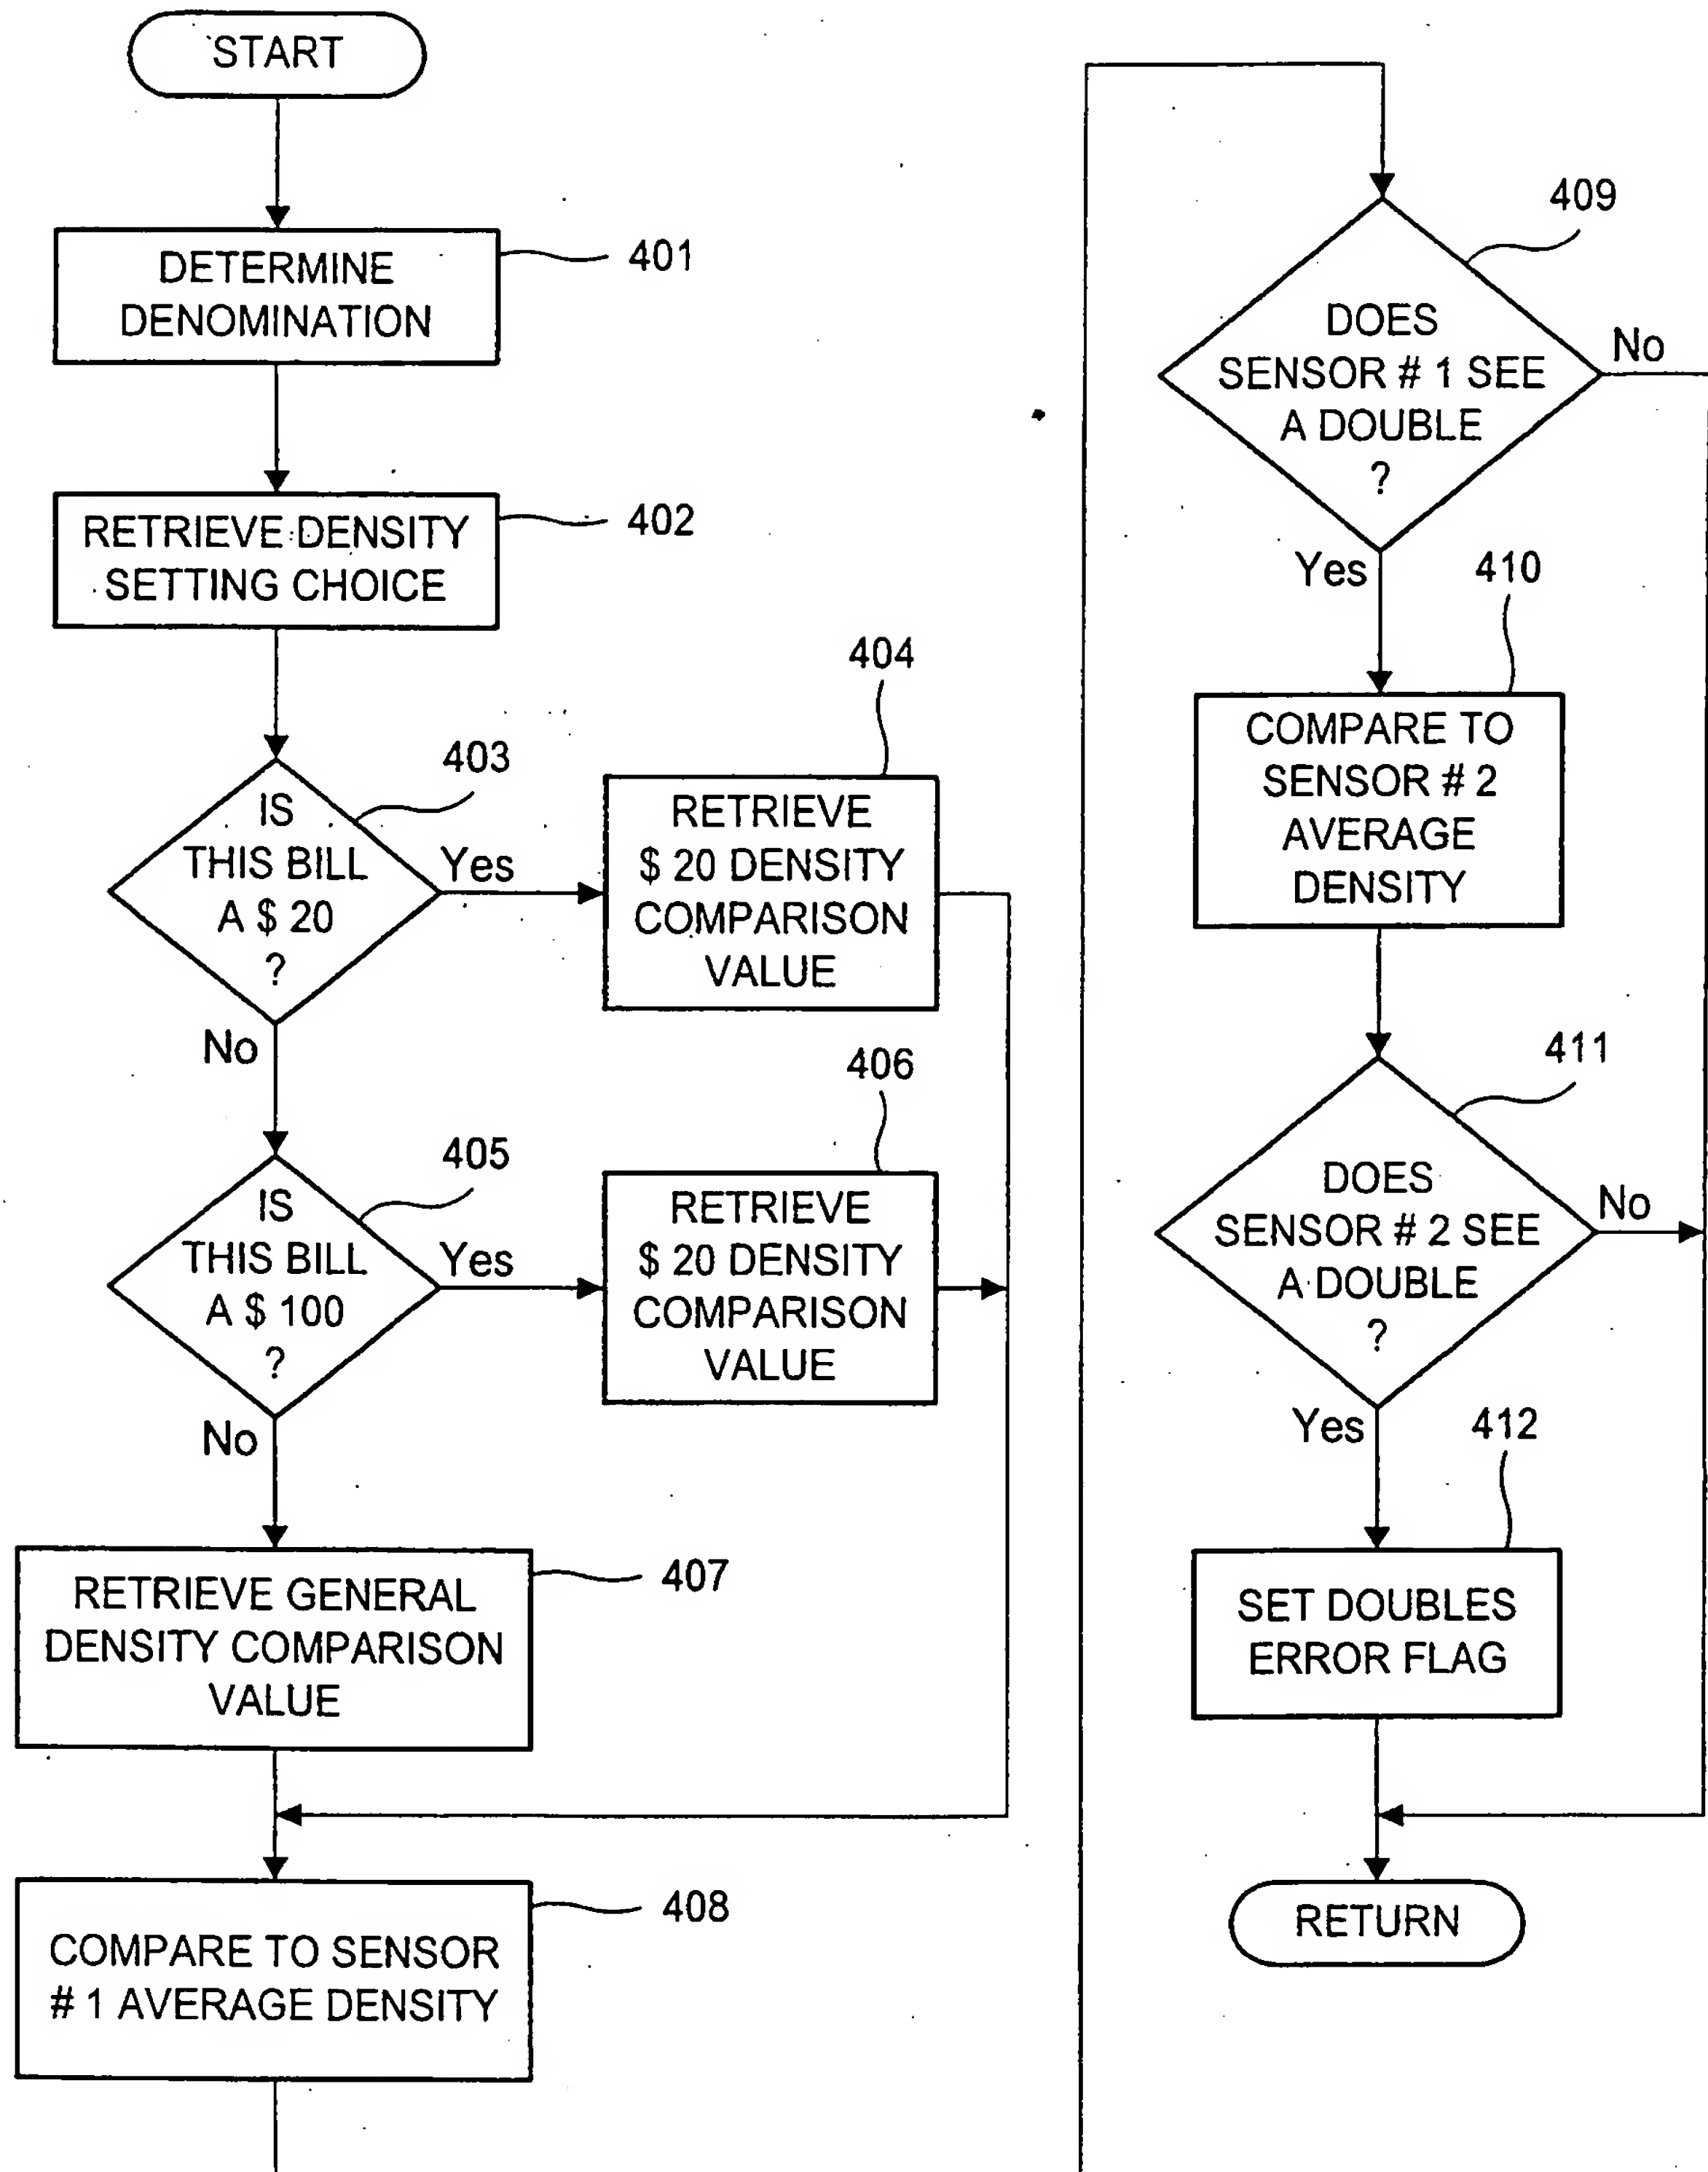 START
401
DETERMINE
DENOMINATION
402
RETRIEVE DENSITY
SETTING CHOICE
403
IS
THIS BILL
A $ 20
?
Yes
No
404
RETRIEVE
$ 20 DENSITY
COMPARISON
VALUE
405
IS
THIS BILL
A $ 100
?
Yes
No
406
RETRIEVE
$ 20 DENSITY
COMPARISON
VALUE
407
RETRIEVE GENERAL
DENSITY COMPARISON
VALUE
408
COMPARE TO SENSOR
# 1 AVERAGE DENSITY
409
DOES
SENSOR # 1 SEE
A DOUBLE
?
No
Yes
410
COMPARE TO
SENSOR # 2
AVERAGE
DENSITY
411
DOES
SENSOR # 2 SEE
A DOUBLE
?
No
Yes
412
SET DOUBLES
ERROR FLAG
RETURN